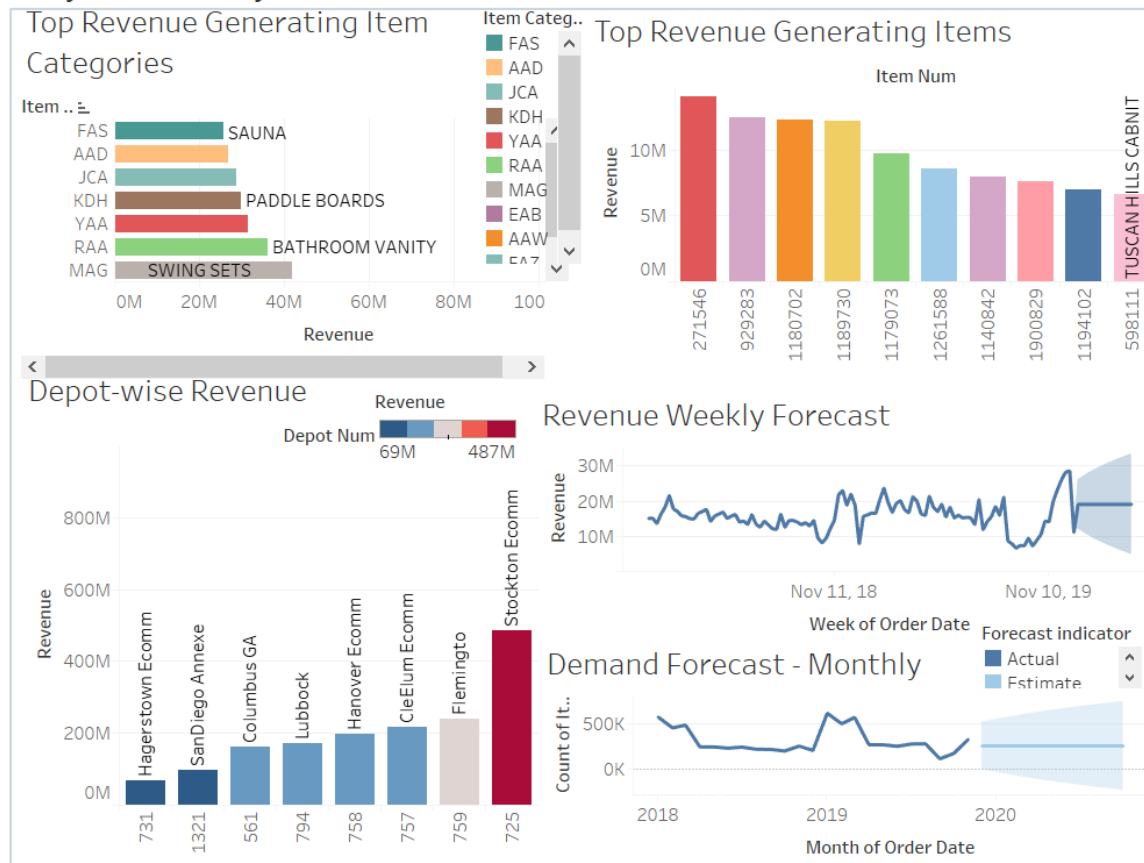 Top Revenue Generating Item
Categories
Item ..
FAS
SAUNA
AAD
JCA
KDH
PADDLE BOARDS
YAA
RAA
BATHROOM VANITY
MAG
SWING SETS
0M 20M 40M 60M 80M 100
Revenue
Item Categ..
FAS
AAD
JCA
KDH
YAA
RAA
MAG
EAB
AAW
Top Revenue Generating Items
Item Num
Revenue
10M
5M
0M
TUSCAN HILLS CABNIT
271546
929283
1180702
1189730
1179073
1261588
1140842
1900829
1194102
598111
Depot-wise Revenue
Revenue
Depot Num
69M 487M
Revenue
800M
600M
400M
200M
0M
Hagerstown Ecomm
SanDiego Annexe
Columbus GA
Lubbock
Hanover Ecomm
CleElum Ecomm
Flemingto
Stockton Ecomm
731
1321
561
794
758
757
759
725
Revenue Weekly Forecast
Revenue
30M
20M
10M
Nov 11, 18 Nov 10, 19
Week of Order Date
Forecast indicator
Actual
Estimate
Demand Forecast - Monthly
Count of It..
500K
0K
2018 2019 2020
Month of Order Date